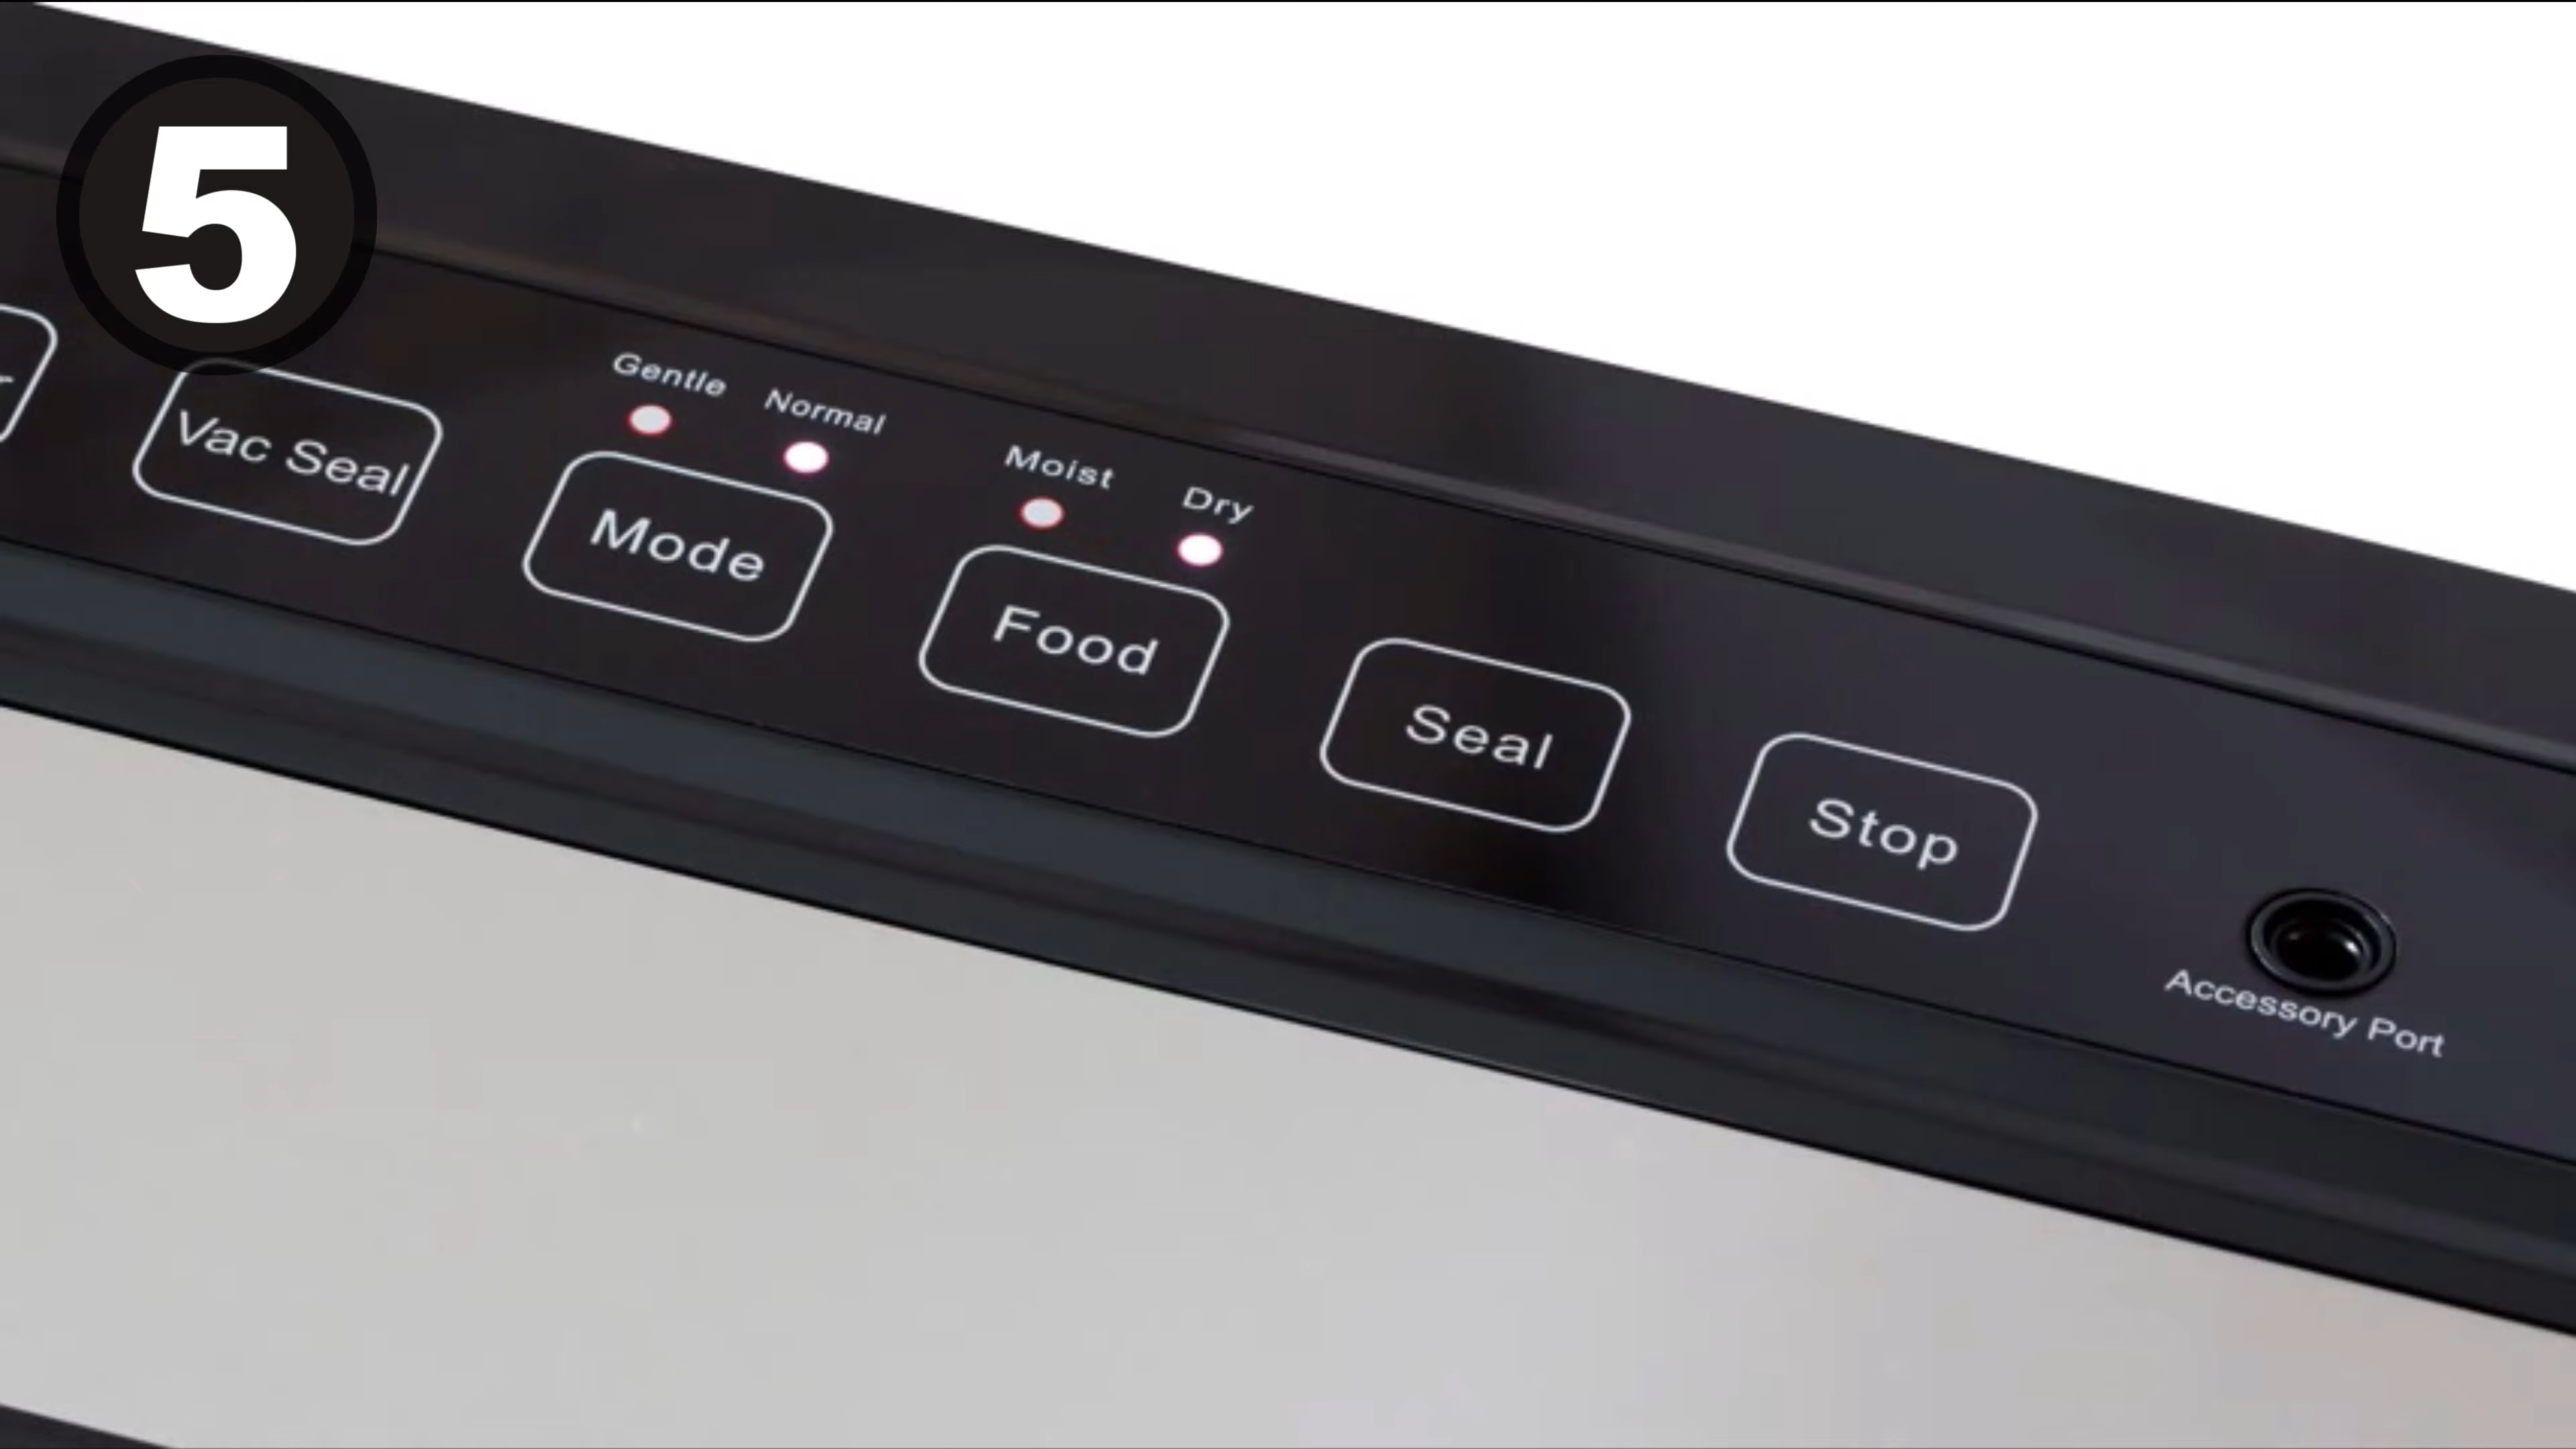 5
Gentle Normal
Moist Dry
Vac Seal
Mode
Food
Seal
Stop
Accessory Port